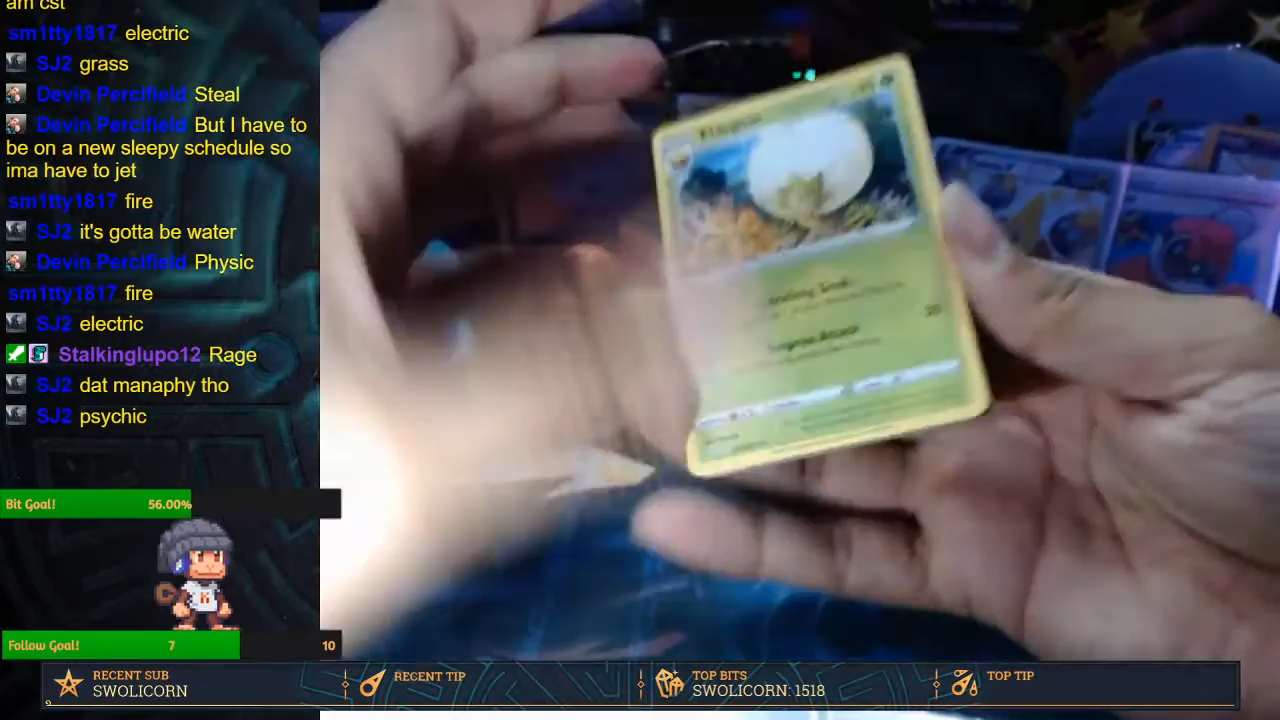 am cst
sm1tty1817 electric
SJ2 grass
Devin Percifield Steal
Devin Percifield But I have to
be on a new sleepy schedule so
ima have to jet
sm1tty1817 fire
SJ2 it's gotta be water
Devin Percifield Physic
sm1tty1817 fire
SJ2 electric
Stalkinglupo12 Rage
SJ2 dat manaphy tho
SJ2 psychic
Bit Goal! 56.00%
Follow Goal! 7 10
RECENT SUB
SWOLICORN
RECENT TIP
TOP BITS
SWOLICORN: 1518
TOP TIP